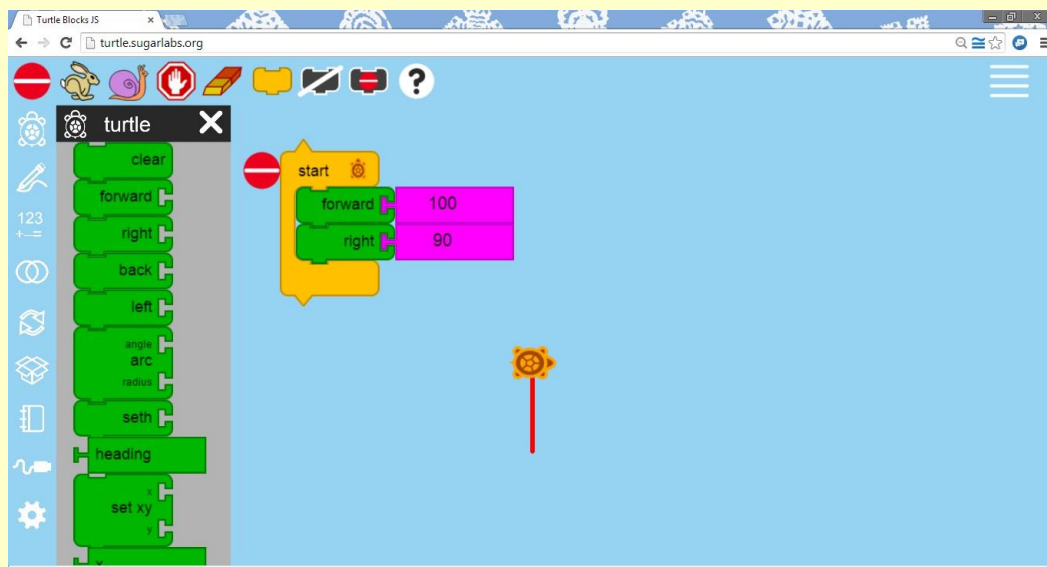 Turtle Blocks JS
turtle.sugarlabs.org
?
turtle
clear
forward
right
back
left
angle
arc
radius
seth
heading
x
set xy
y
x
123
+-=
start
forward 100
right 90